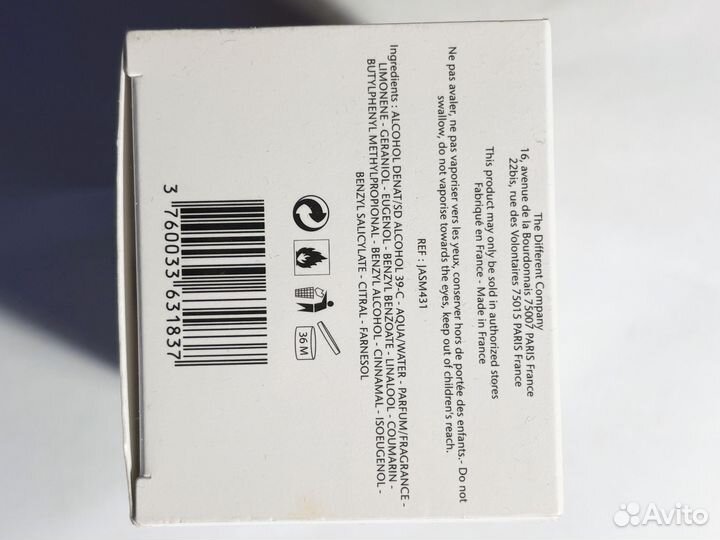 The Different Company
16, avenue de la Bourdonnais 75007 PARIS France
22bis, rue des Volontaires 75015 PARIS France
This product may only be sold in authorized stores
Fabriqué en France - Made in France
Ne pas avaler, ne pas vaporiser vers les yeux, conserver hors de portée des enfants.- Do not
swallow, do not vaporise towards the eyes, keep out of children's reach.
REF : JASM431
Ingredients : ALCOHOL DENAT/SD ALCOHOL 39-C - AQUA/WATER - PARFUM/FRAGRANCE -
LIMONENE - GERANIOL - EUGENOL - BENZYL BENZOATE - LINALOOL - COUMARIN -
BUTYLPHENYL METHYLPROPIONAL - BENZYL ALCOHOL - CINNAMAL - ISOEUGENOL -
BENZYL SALICYLATE - CITRAL - FARNESOL
36 M
3 760033 631837
Avito